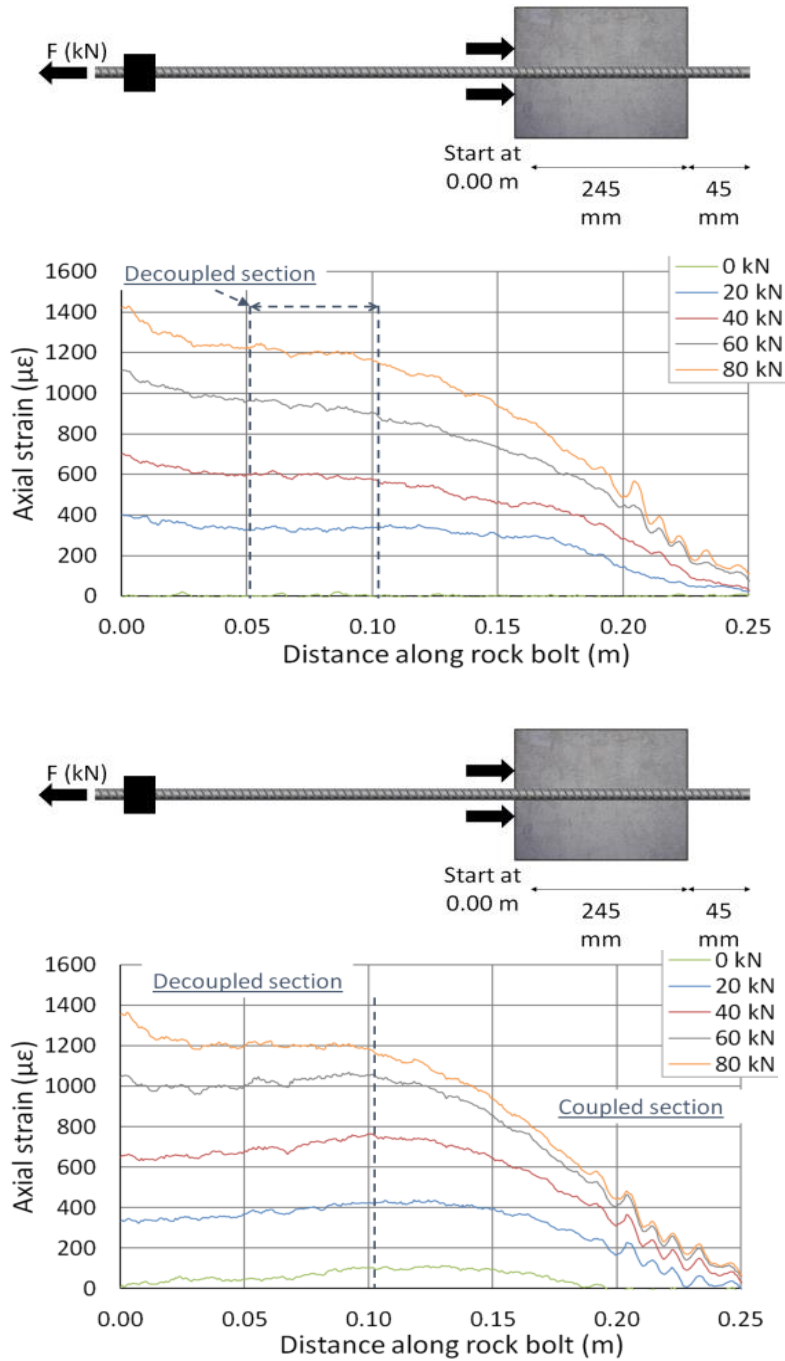 F (kN)
Start at
0.00 m
245
mm
45
mm
1600
1400
1200
1000
800
600
400
200
0
Axial strain (με)
Decoupled section
0 kN
20 kN
40 kN
60 kN
80 kN
0.00 0.05 0.10 0.15 0.20 0.25
Distance along rock bolt (m)
F (kN)
Start at
0.00 m
245
mm
45
mm
1600
1400
1200
1000
800
600
400
200
0
Axial strain (με)
Decoupled section
0 kN
20 kN
40 kN
60 kN
80 kN
Coupled section
0.00 0.05 0.10 0.15 0.20 0.25
Distance along rock bolt (m)